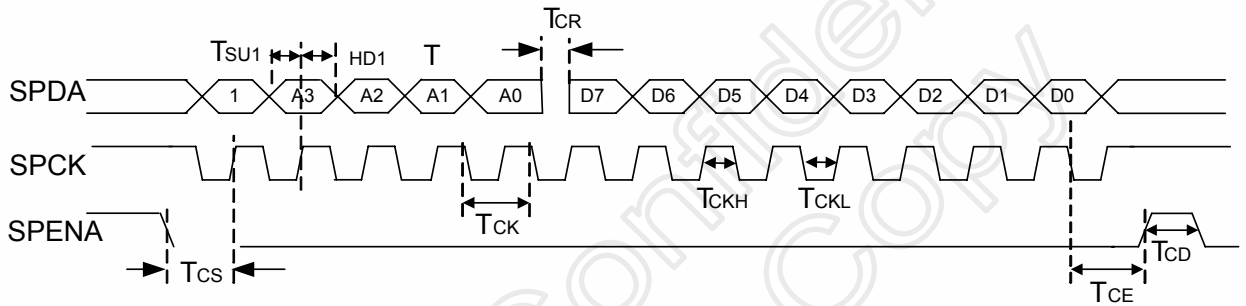 TCR
TSU1 HD1 T
SPDA 1 A3 A2 A1 A0 D7 D6 D5 D4 D3 D2 D1 D0
SPCK
TCK TCKH TCKL
SPENA
TCS TCE TCD
Copy